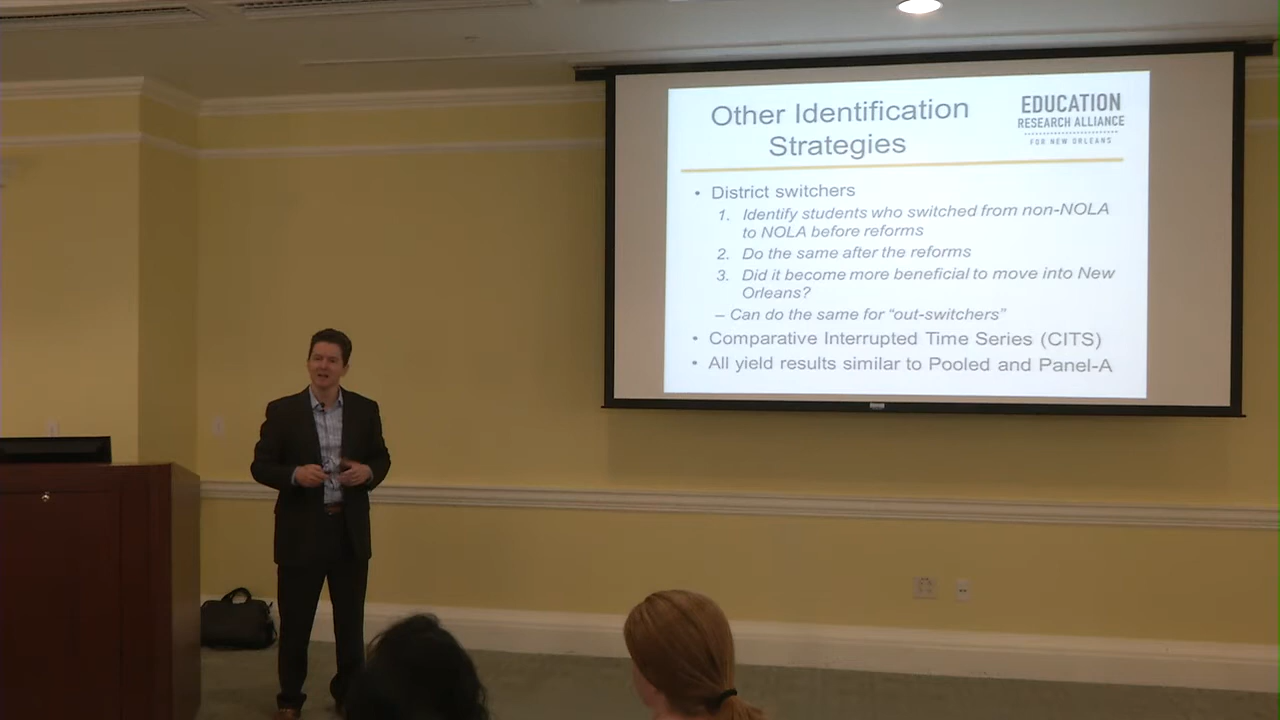 Other Identification
Strategies
EDUCATION
RESEARCH ALLIANCE
FOR NEW ORLEANS
• District switchers
1. Identify students who switched from non-NOLA
to NOLA before reforms
2. Do the same after the reforms
3. Did it become more beneficial to move into New
Orleans?
– Can do the same for "out-switchers"
• Comparative Interrupted Time Series (CITS)
• All yield results similar to Pooled and Panel-A